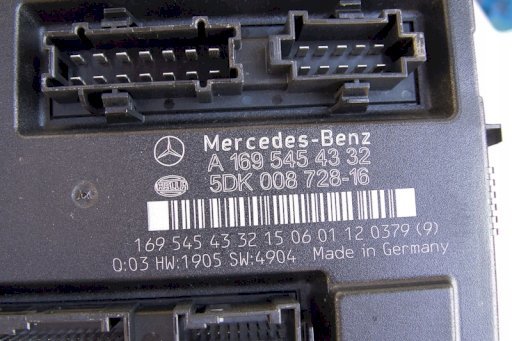 Mercedes-Benz
A 169 545 43 32
HELLA 5DK 008 728-16
169 545 43 32 15 06 01 12 0379 (9)
0:03 HW:1905 SW:4904 Made in Germany